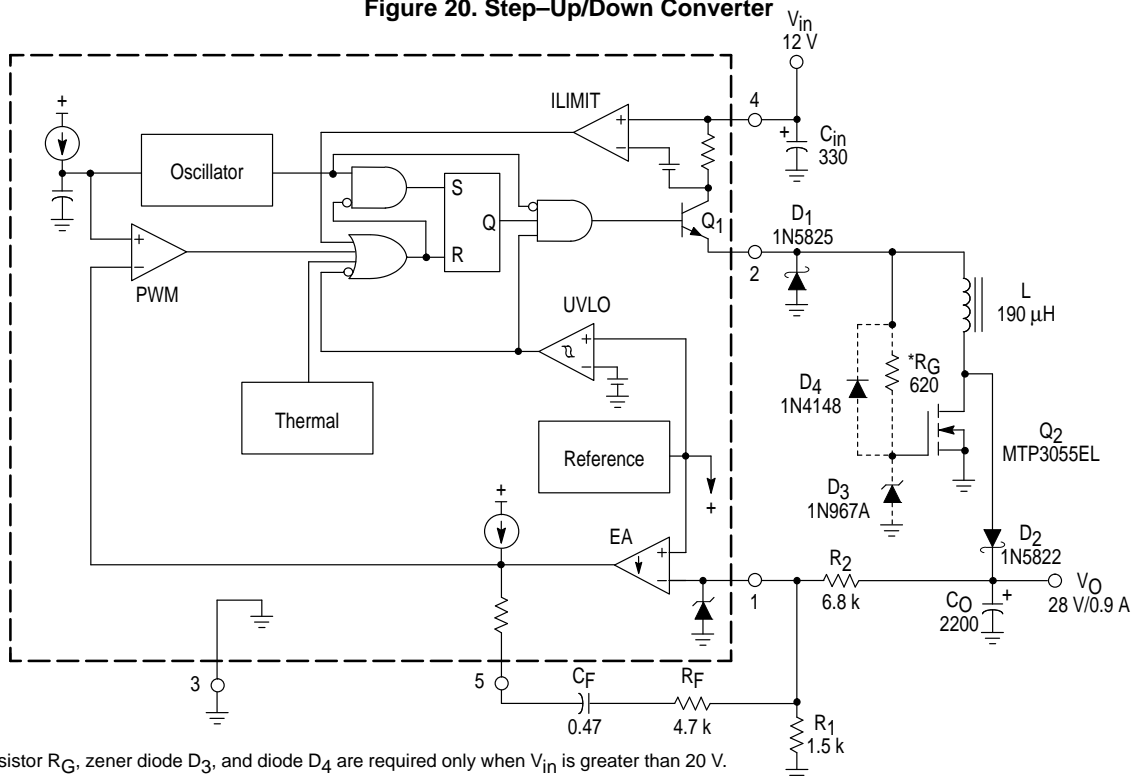 Figure 20. Step–Up/Down Converter
Vin
12 V
4
ILIMIT
+
–
+
Cin
330
+
Oscillator
S
Q
R
Q1
D1
1N5825
2
+
–
PWM
L
190 µH
UVLO
+
–
D4
1N4148
*RG
620
Q2
MTP3055EL
Thermal
Reference
+
D3
1N967A
+
EA
+
–
1
R2
6.8 k
D2
1N5822
VO
28 V/0.9 A
CO
2200
+
3
5
CF
0.47
RF
4.7 k
R1
1.5 k
sistor RG, zener diode D3, and diode D4 are required only when Vin is greater than 20 V.